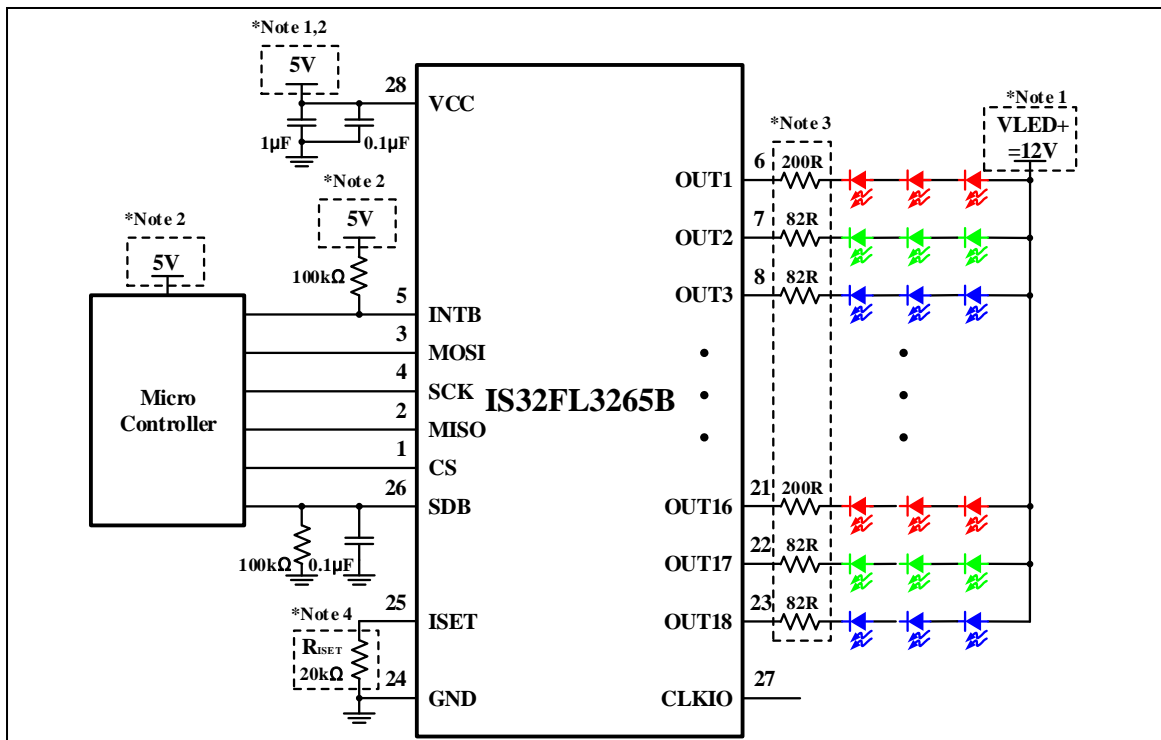 *Note 1,2
5V
1µF
0.1µF
*Note 2
5V
100kΩ
*Note 2
5V
Micro
Controller
28
VCC
5
INTB
3
MOSI
4
SCK
2
MISO
1
CS
26
SDB
100kΩ
0.1µF
*Note 4
25
ISET
RISET
20kΩ
24
GND
IS32FL3265B
*Note 3
*Note 1
VLED+
=12V
OUT1
6
200R
OUT2
7
82R
OUT3
8
82R
OUT16
21
200R
OUT17
22
82R
OUT18
23
82R
CLKIO
27